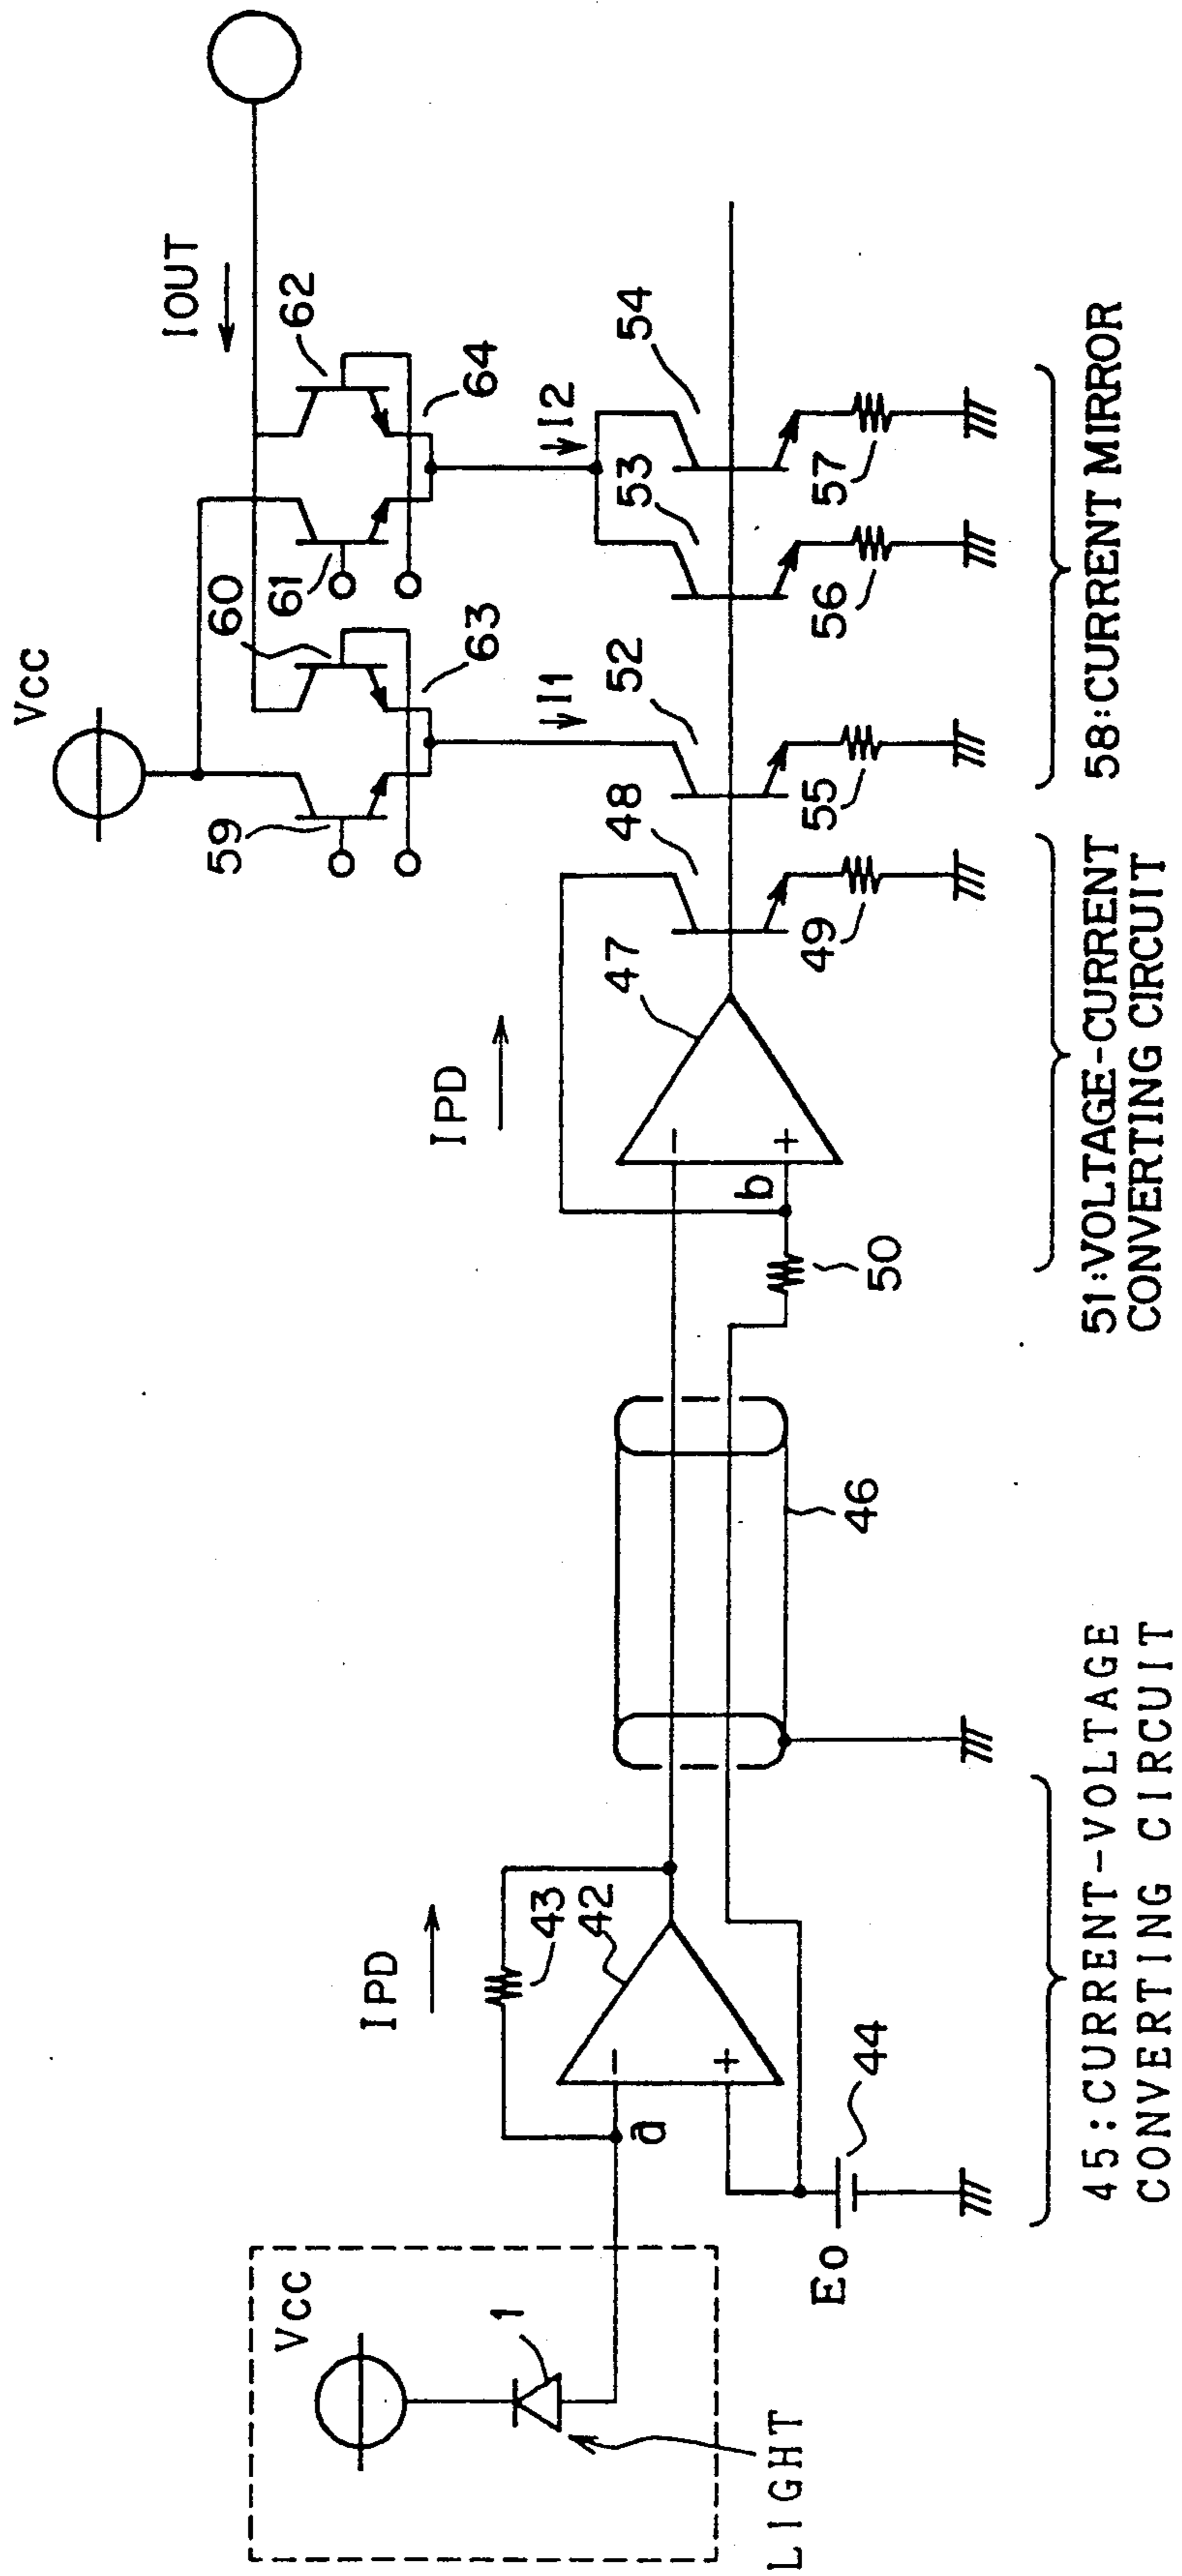 Vcc
IOUT
59
60
61
62
63
64
I1
I2
IPD
47
48
52
53
54
49
55
56
57
-
+
b
50
46
51:VOLTAGE-CURRENT
CONVERTING CIRCUIT
58:CURRENT MIRROR
Vcc
1
LIGHT
IPD
43
42
-
+
a
Eo
44
45:CURRENT-VOLTAGE
CONVERTING CIRCUIT